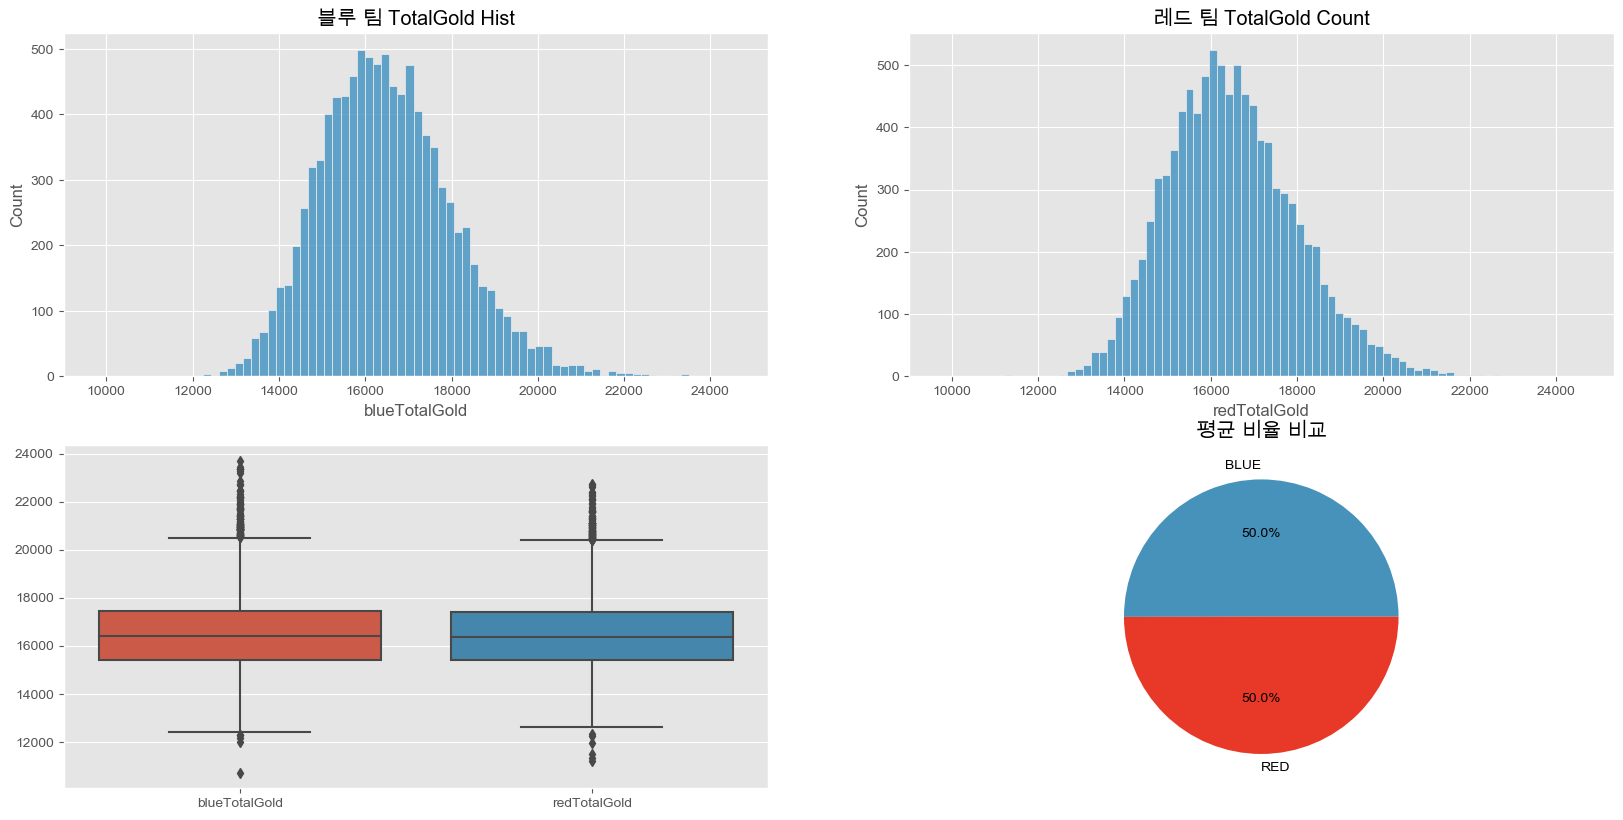 블루 팀 TotalGold Hist
500
400
300
200
100
0
Count
10000 12000 14000 16000 18000 20000 22000 24000
blueTotalGold
레드 팀 TotalGold Count
500
400
300
200
100
0
Count
10000 12000 14000 16000 18000 20000 22000 24000
redTotalGold
24000
22000
20000
18000
16000
14000
12000
blueTotalGold redTotalGold
평균 비율 비교
BLUE
50.0%
50.0%
RED